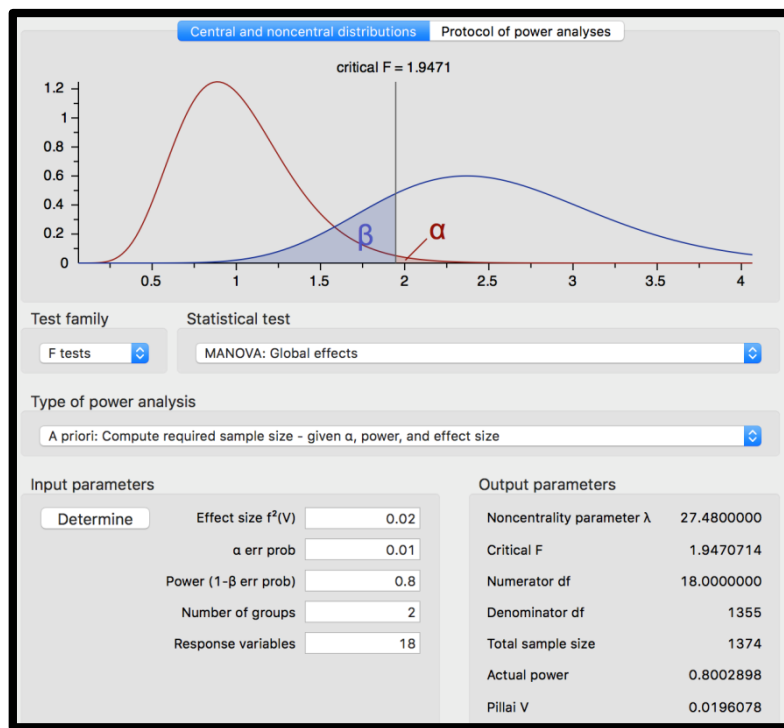 Central and noncentral distributions Protocol of power analyses
critical F = 1.9471
1.2
1
0.8
0.6
0.4
0.2
0
β
α
0.5 1 1.5 2 2.5 3 3.5 4
Test family Statistical test
F tests MANOVA: Global effects
Type of power analysis
A priori: Compute required sample size - given α, power, and effect size
Input parameters
Determine Effect size f²(V) 0.02
α err prob 0.01
Power (1-β err prob) 0.8
Number of groups 2
Response variables 18
Output parameters
Noncentrality parameter λ 27.4800000
Critical F 1.9470714
Numerator df 18.0000000
Denominator df 1355
Total sample size 1374
Actual power 0.8002898
Pillai V 0.0196078